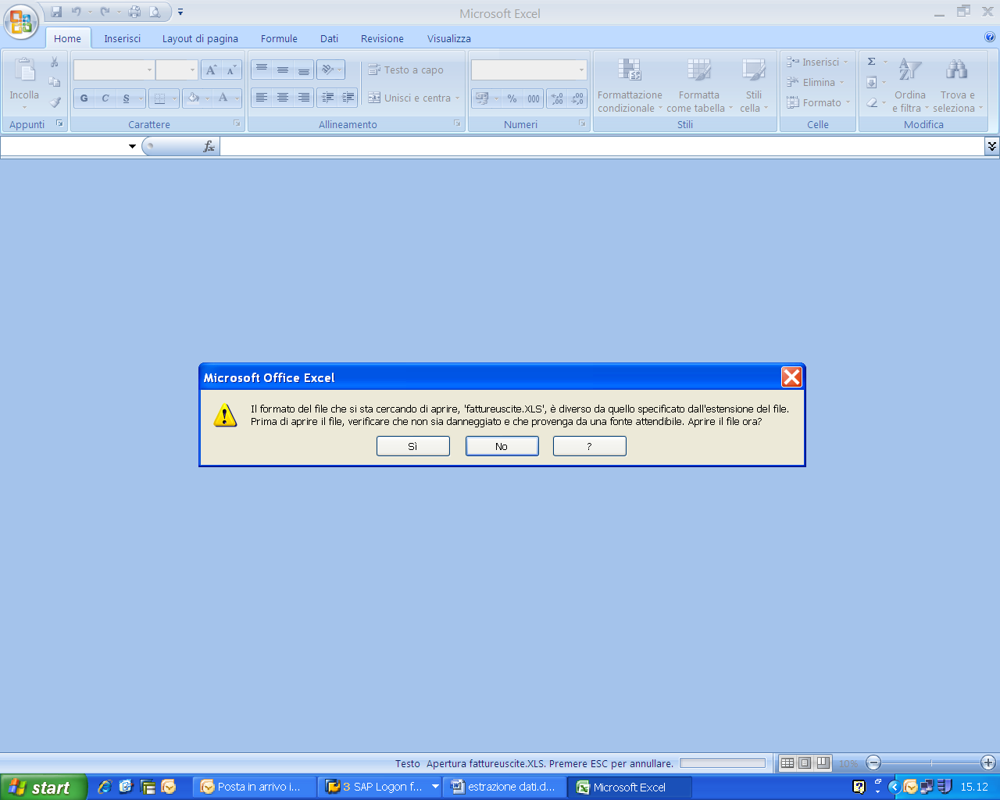 Microsoft Excel
Home Inserisci Layout di pagina Formule Dati Revisione Visualizza
Incolla
Appunti
G C S A
Carattere
Testo a capo
Unisci e centra
Allineamento
% 000
Numeri
Formattazione condizionale
Formatta come tabella
Stili cella
Stili
Inserisci
Elimina
Formato
Celle
Σ
Ordina e filtra
Trova e seleziona
Modifica
fx
Microsoft Office Excel
Il formato del file che si sta cercando di aprire, 'fattureuscite.XLS', è diverso da quello specificato dall'estensione del file.
Prima di aprire il file, verificare che non sia danneggiato e che provenga da una fonte attendibile. Aprire il file ora?
Sì No ?
Testo Apertura fattureuscite.XLS. Premere ESC per annullare. 10%
start Posta in arrivo i... 3 SAP Logon f... estrazione dati.d... Microsoft Excel 15.12